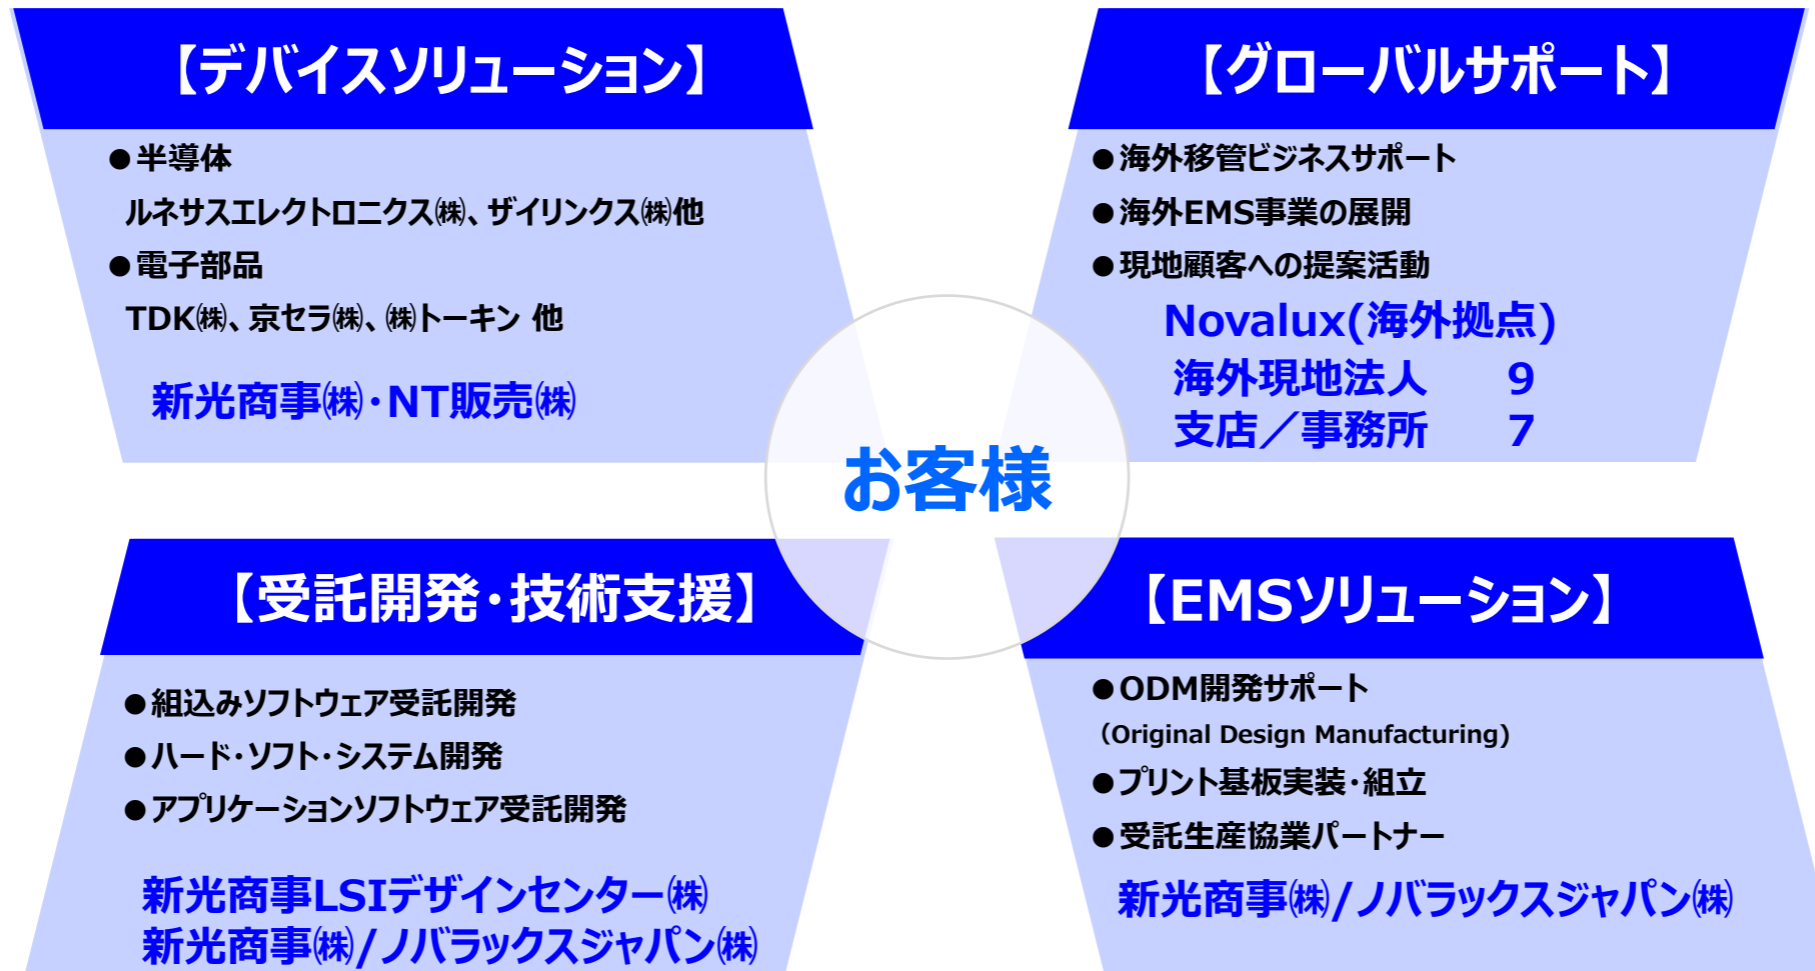 【デバイスソリューション】
●半導体
ルネサスエレクトロニクス㈱、ザイリンクス㈱他
●電子部品
TDK㈱、京セラ㈱、㈱トーキン 他
新光商事㈱・NT販売㈱
【グローバルサポート】
●海外移管ビジネスサポート
●海外EMS事業の展開
●現地顧客への提案活動
Novalux(海外拠点)
海外現地法人 9
支店／事務所 7
お客様
【受託開発・技術支援】
●組込みソフトウェア受託開発
●ハード・ソフト・システム開発
●アプリケーションソフトウェア受託開発
新光商事LSIデザインセンター㈱
新光商事㈱/ノバラックスジャパン㈱
【EMSソリューション】
●ODM開発サポート
（Original Design Manufacturing)
●プリント基板実装・組立
●受託生産協業パートナー
新光商事㈱/ノバラックスジャパン㈱